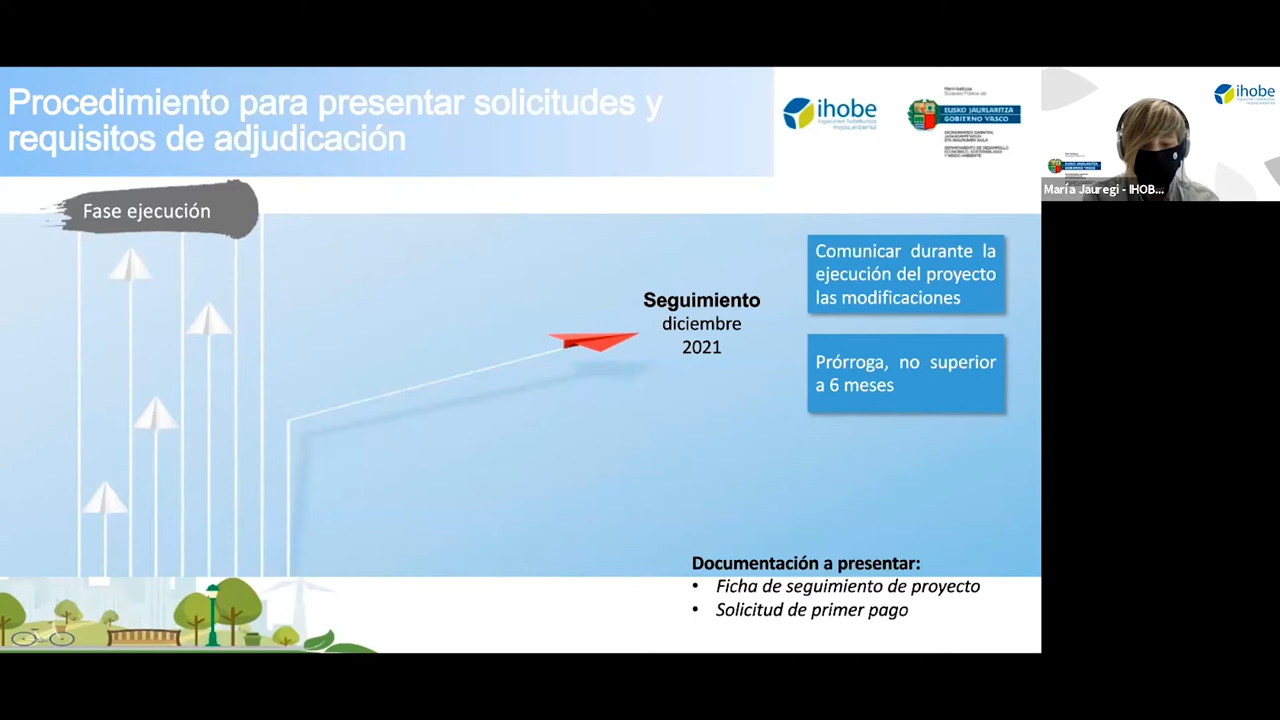 Procedimiento para presentar solicitudes y
requisitos de adjudicación
ihobe
EUSKO JAURLARITZA
GOBIERNO VASCO
ihobe
María Jauregi - IHOB...
Fase ejecución
Seguimiento
diciembre
2021
Comunicar durante la
ejecución del proyecto
las modificaciones
Prórroga, no superior
a 6 meses
Documentación a presentar:
• Ficha de seguimiento de proyecto
• Solicitud de primer pago